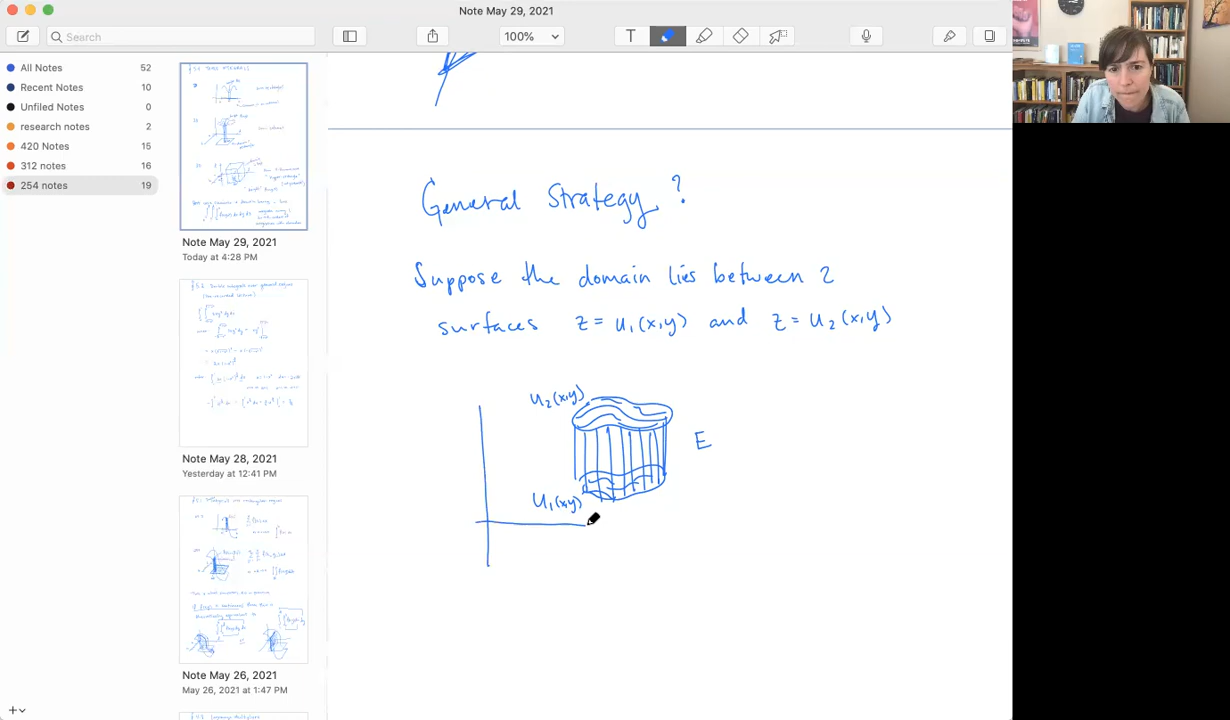 Note May 29, 2021
Search
100%
T
All Notes 52
Recent Notes 10
Unfiled Notes 0
research notes 2
420 Notes 15
312 notes 16
254 notes 19
Note May 29, 2021
Today at 4:28 PM
Note May 28, 2021
Yesterday at 12:41 PM
Note May 26, 2021
May 26, 2021 at 1:47 PM
General Strategy?
Suppose the domain lies between 2
surfaces z = u₁(x,y) and z = u₂(x,y)
u₂(x,y)
E
u₁(x,y)